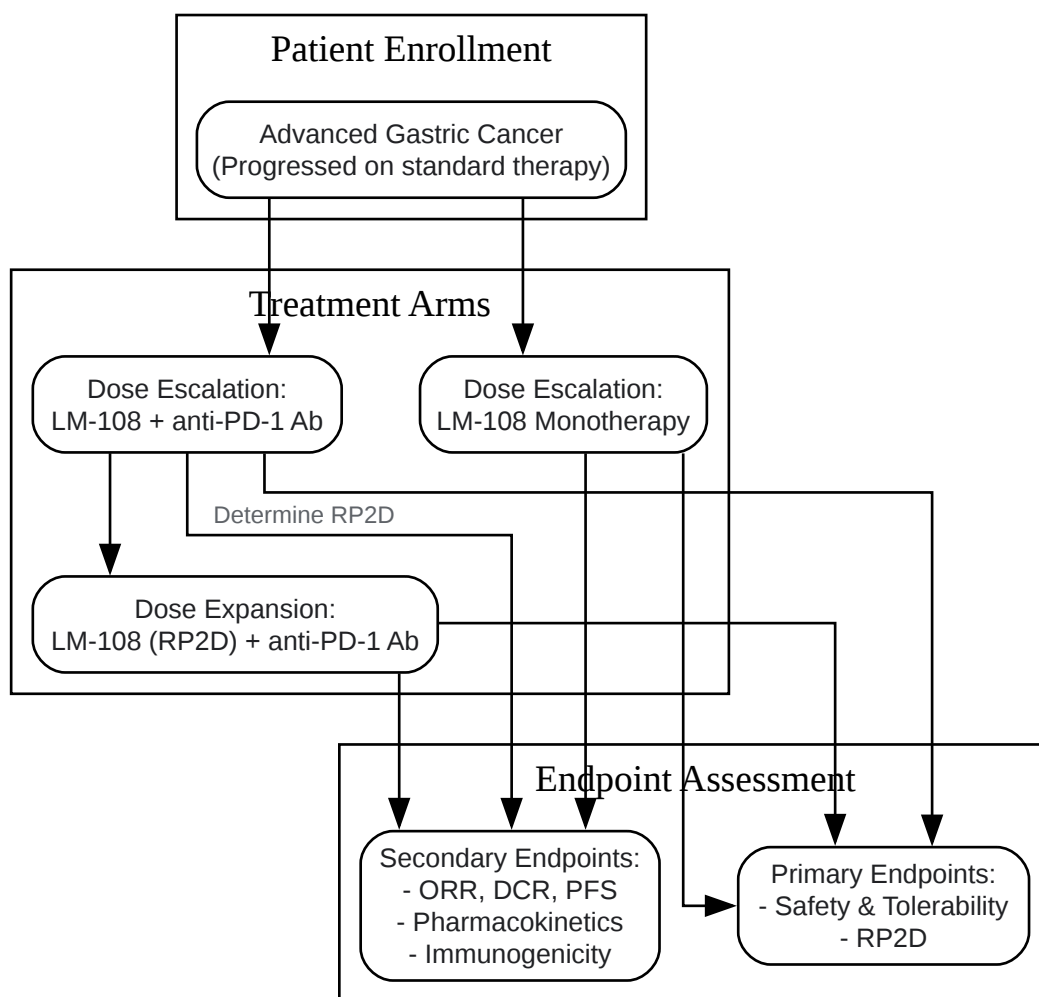 Patient Enrollment
Advanced Gastric Cancer
(Progressed on standard therapy)
Treatment Arms
Dose Escalation:
LM-108 + anti-PD-1 Ab
Dose Escalation:
LM-108 Monotherapy
Determine RP2D
Dose Expansion:
LM-108 (RP2D) + anti-PD-1 Ab
Endpoint Assessment
Secondary Endpoints:
- ORR, DCR, PFS
- Pharmacokinetics
- Immunogenicity
Primary Endpoints:
- Safety & Tolerability
- RP2D